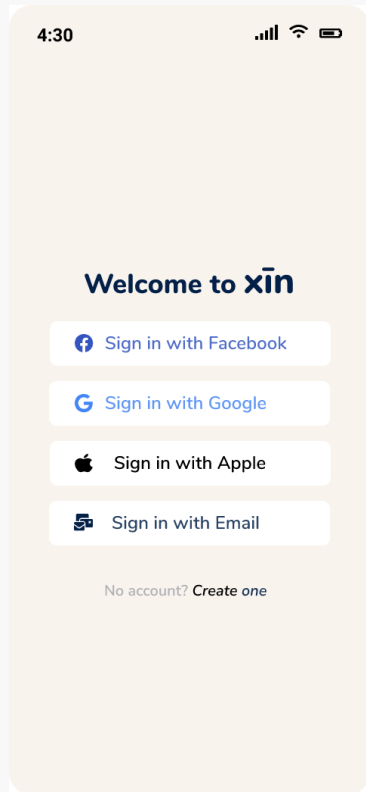 4:30
Welcome to xīn
Sign in with Facebook
Sign in with Google
Sign in with Apple
Sign in with Email
No account? Create one